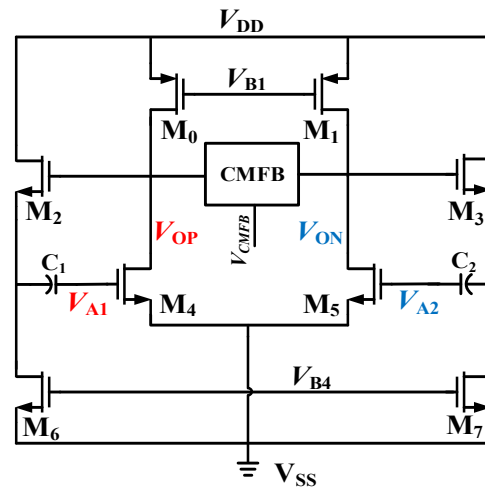 VDD
VB1
M0 M1
CMFB
M2 M3
VOP VCMFB VON
C1 C2
VA1 M4 M5 VA2
VB4
M6 M7
VSS